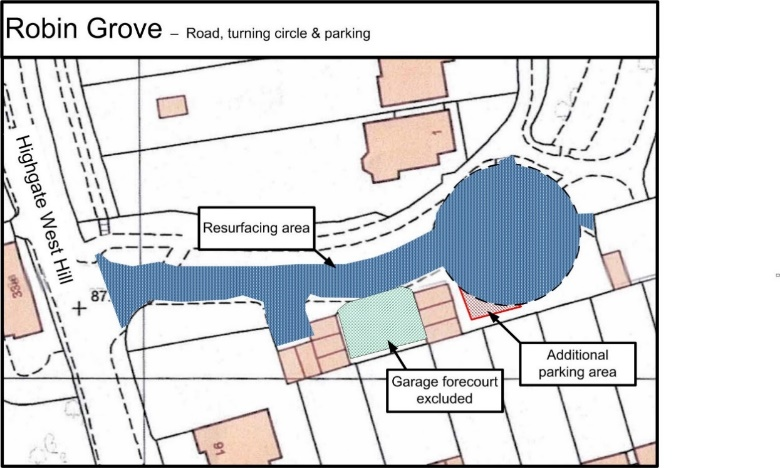 Robin Grove – Road, turning circle & parking
1
Highgate West Hill
Resurfacing area
87.
Additional
parking area
Garage forecourt
excluded
91